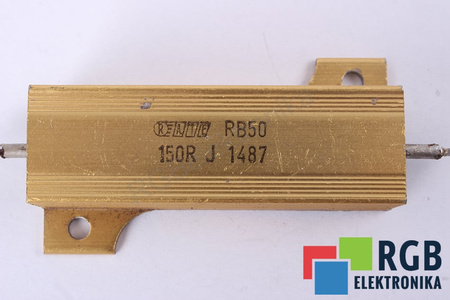 RB50
150R J 1487
RGB
ELEKTRONIKA